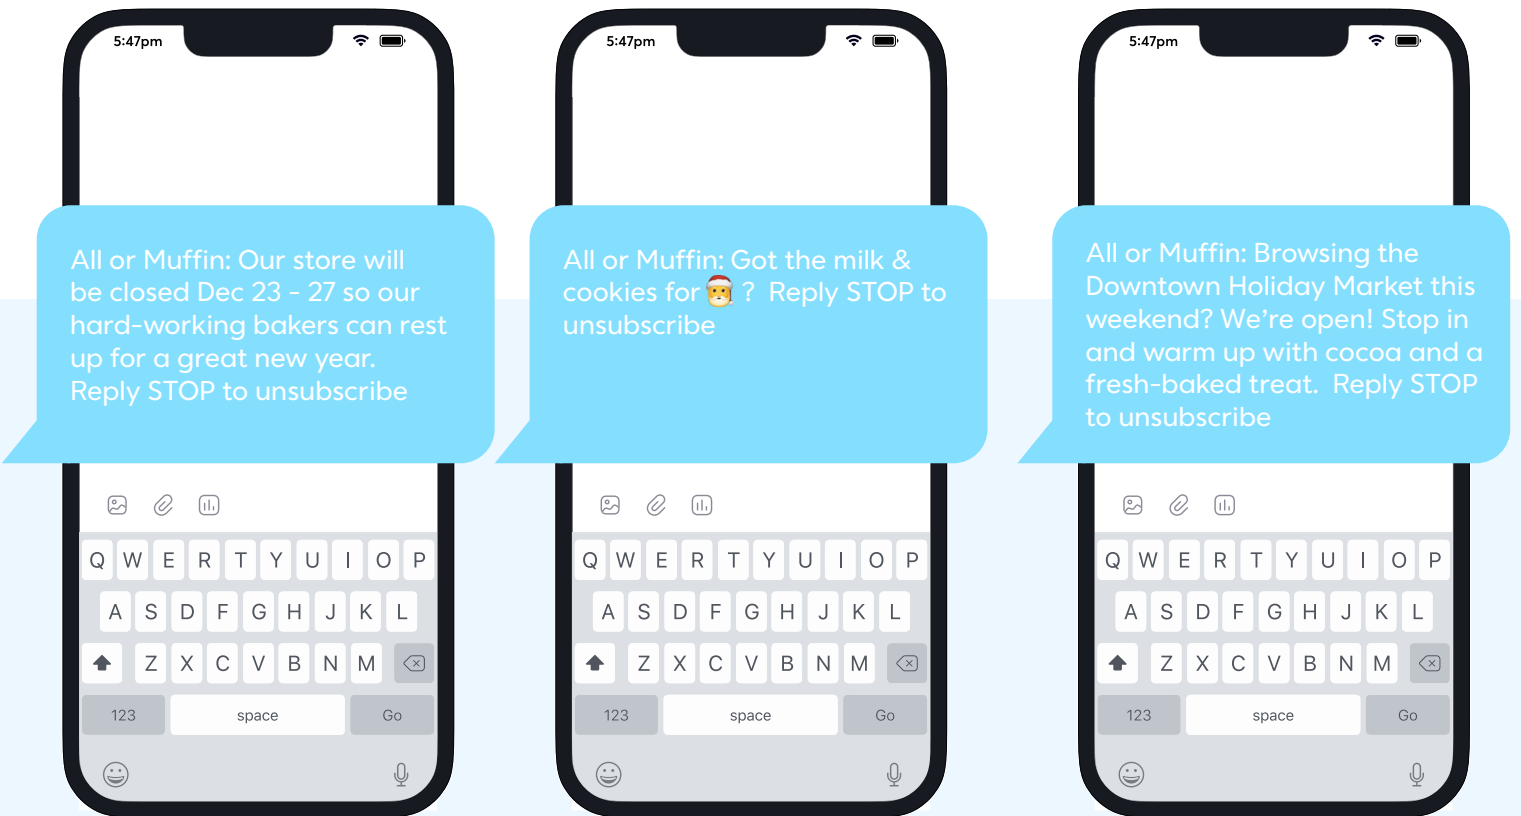 5:47pm
All or Muffin: Our store will
be closed Dec 23 - 27 so our
hard-working bakers can rest
up for a great new year.
Reply STOP to unsubscribe
Q W E R T Y U I O P
A S D F G H J K L
Z X C V B N M
123 space Go
5:47pm
All or Muffin: Got the milk &
cookies for 🎅 ? Reply STOP to
unsubscribe
Q W E R T Y U I O P
A S D F G H J K L
Z X C V B N M
123 space Go
5:47pm
All or Muffin: Browsing the
Downtown Holiday Market this
weekend? We're open! Stop in
and warm up with cocoa and a
fresh-baked treat. Reply STOP
to unsubscribe
Q W E R T Y U I O P
A S D F G H J K L
Z X C V B N M
123 space Go